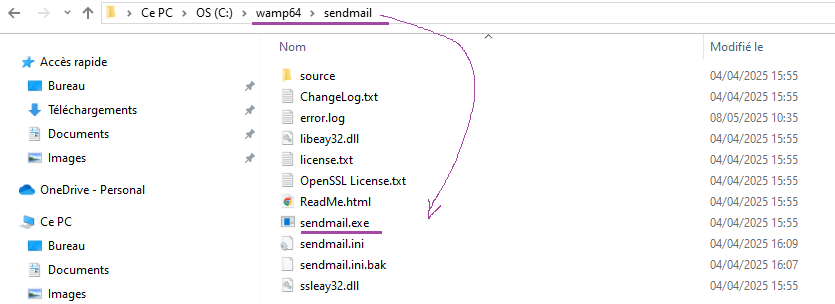 Ce PC > OS (C:) > wamp64 > sendmail
Nom Modifié le
Accès rapide
Bureau
Téléchargements
Documents
Images
OneDrive - Personal
Ce PC
Bureau
Documents
Images
source 04/04/2025 15:55
ChangeLog.txt 04/04/2025 15:55
error.log 08/05/2025 10:35
libeay32.dll 04/04/2025 15:55
license.txt 04/04/2025 15:55
OpenSSL License.txt 04/04/2025 15:55
ReadMe.html 04/04/2025 15:55
sendmail.exe 04/04/2025 15:55
sendmail.ini 04/04/2025 16:09
sendmail.ini.bak 04/04/2025 16:07
ssleay32.dll 04/04/2025 15:55